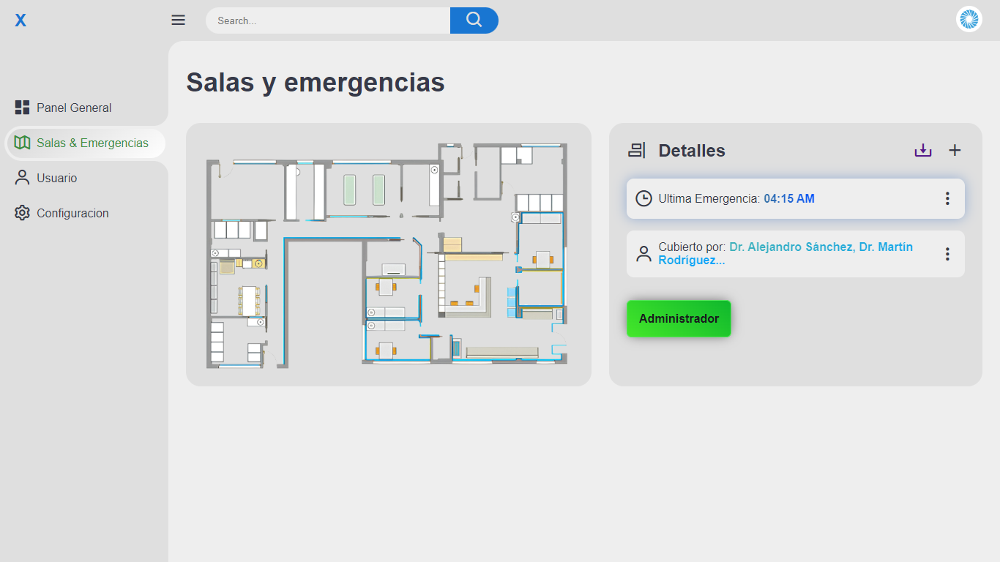 X
Search...
Salas y emergencias
Panel General
Salas & Emergencias
Usuario
Configuracion
Detalles
Ultima Emergencia: 04:15 AM
Cubierto por: Dr. Alejandro Sánchez, Dr. Martín
Rodríguez...
Administrador